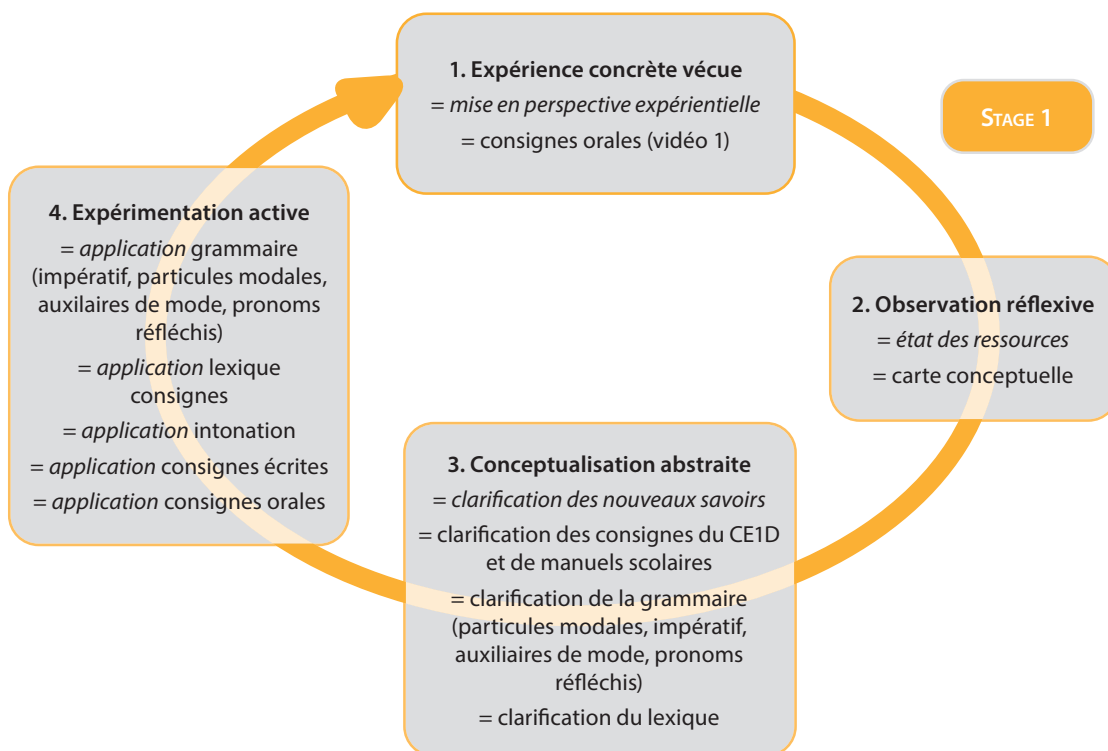 1. Expérience concrète vécue
= mise en perspective expérientielle
= consignes orales (vidéo 1)
STAGE 1
2. Observation réflexive
= état des ressources
= carte conceptuelle
3. Conceptualisation abstraite
= clarification des nouveaux savoirs
= clarification des consignes du CE1D
et de manuels scolaires
= clarification de la grammaire
(particules modales, impératif,
auxiliaires de mode, pronoms
réfléchis)
= clarification du lexique
4. Expérimentation active
= application grammaire
(impératif, particules modales,
auxilaires de mode, pronoms
réfléchis)
= application lexique
consignes
= application intonation
= application consignes écrites
= application consignes orales